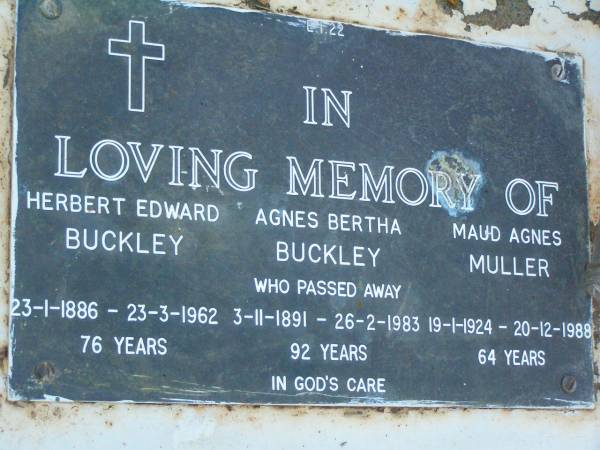 E.1.22
IN
LOVING MEMORY OF
HERBERT EDWARD AGNES BERTHA MAUD AGNES
BUCKLEY BUCKLEY MULLER
WHO PASSED AWAY
23-1-1886 - 23-3-1962 3-11-1891 - 26-2-1983 19-1-1924 - 20-12-1988
76 YEARS 92 YEARS 64 YEARS
IN GOD'S CARE